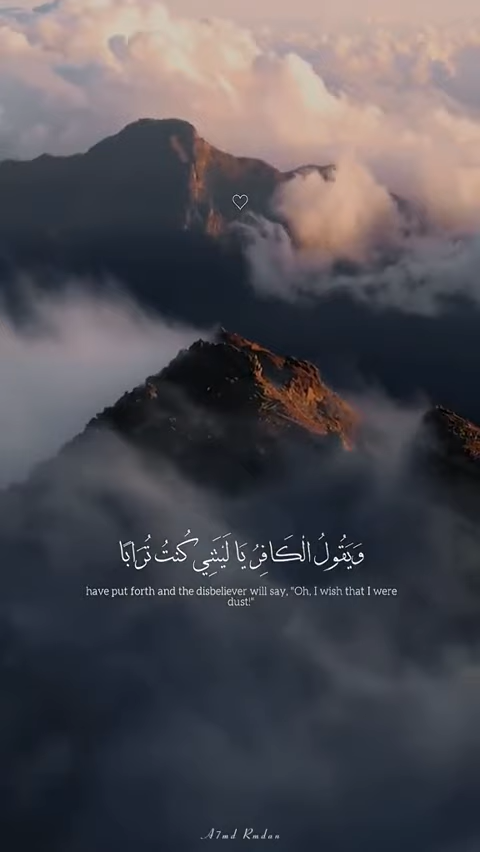 وَيَقُولُ الْكَافِرُ يَا لَيْتَنِي كُنتُ تُرَابًا
have put forth and the disbeliever will say, "Oh, I wish that I were
dust!"
A7md Rmdan